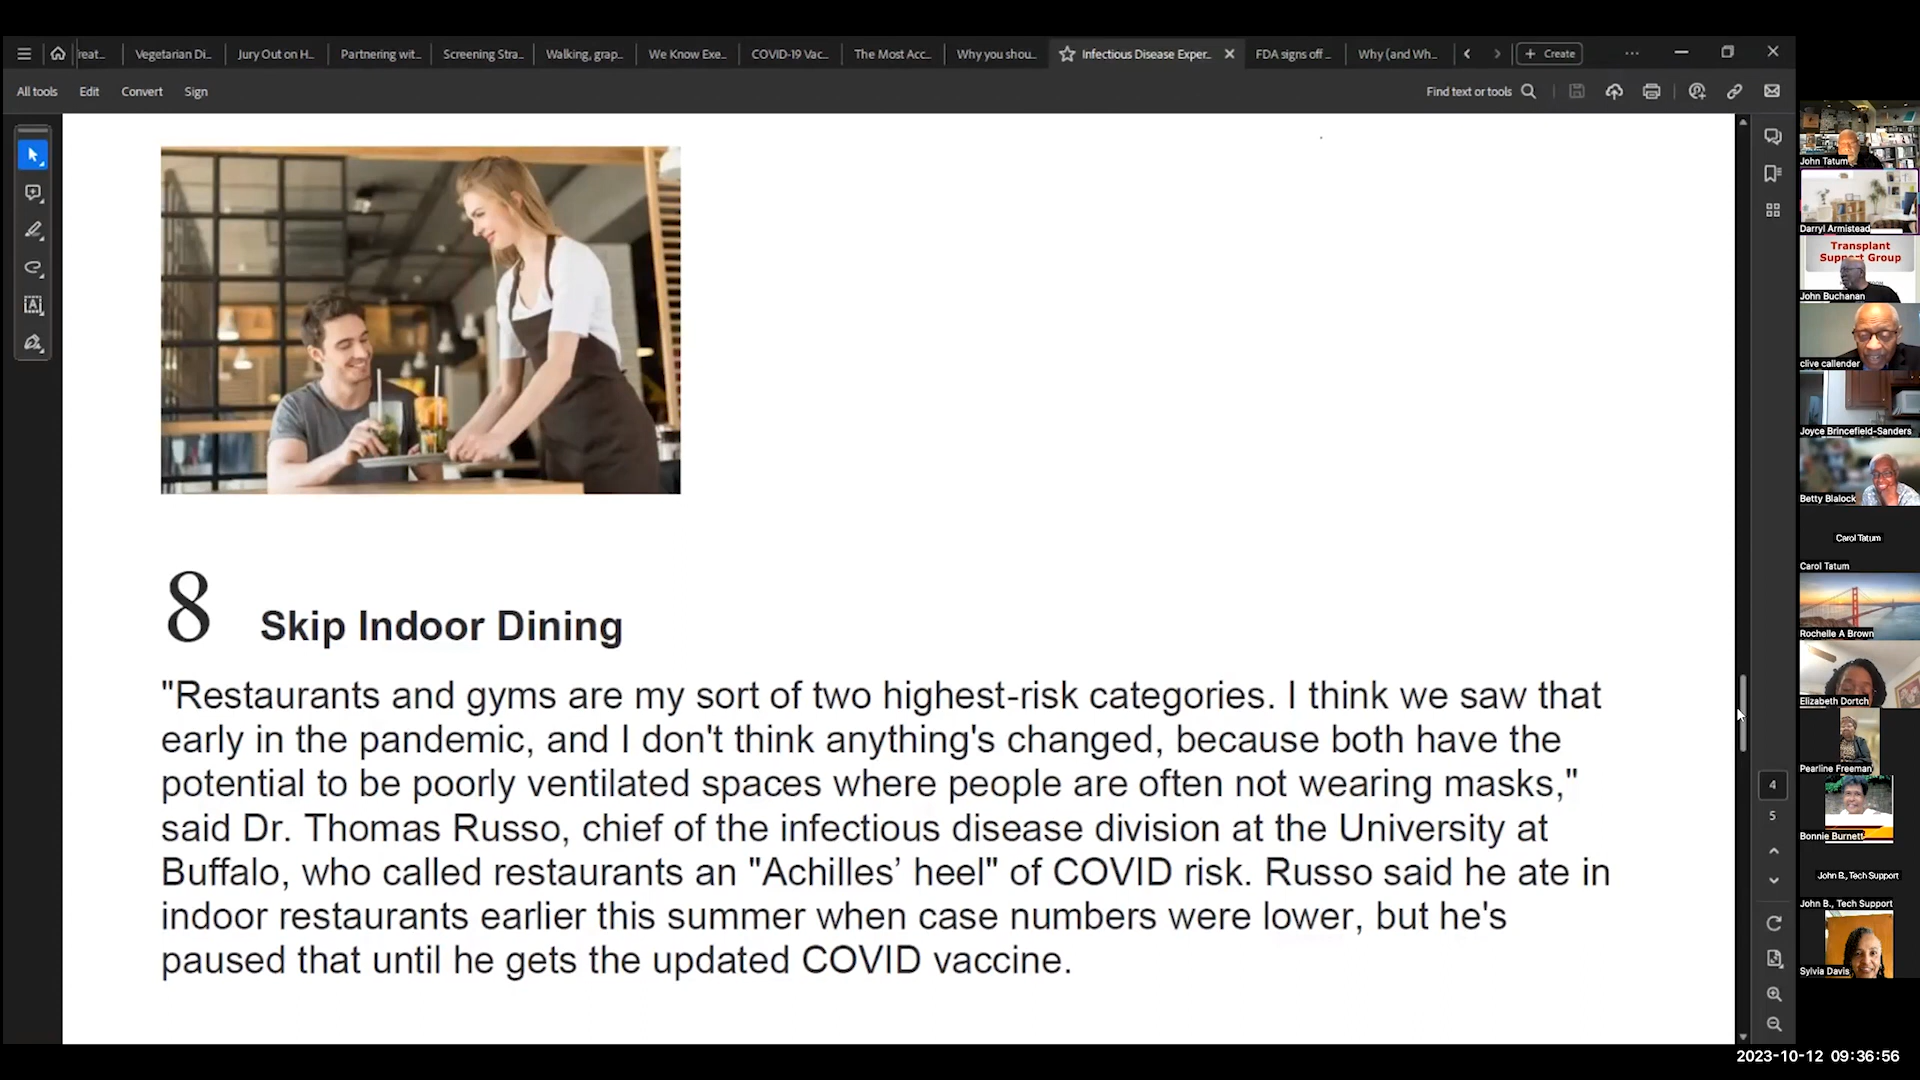 reat...
Vegetarian Di...
Jury Out on H...
Partnering wit...
Screening Stra...
Walking, grap...
We Know Exe...
COVID-19 Vac...
The Most Acc...
Why you shou...
Infectious Disease Exper...
FDA signs off ...
Why (and Wh...
Create
All tools
Edit
Convert
Sign
Find text or tools
8 Skip Indoor Dining
"Restaurants and gyms are my sort of two highest-risk categories. I think we saw that
early in the pandemic, and I don't think anything's changed, because both have the
potential to be poorly ventilated spaces where people are often not wearing masks,"
said Dr. Thomas Russo, chief of the infectious disease division at the University at
Buffalo, who called restaurants an "Achilles’ heel" of COVID risk. Russo said he ate in
indoor restaurants earlier this summer when case numbers were lower, but he's
paused that until he gets the updated COVID vaccine.
4
5
John Tatum
Darryl Armistead
Transplant
Support Group
John Buchanan
clive callender
Joyce Brincefield-Sanders
Betty Blalock
Carol Tatum
Carol Tatum
Rochelle A Brown
Elizabeth Dortch
Pearline Freeman
Bonnie Burnett
John B., Tech Support
John B., Tech Support
Sylvia Davis
2023-10-12 09:36:56